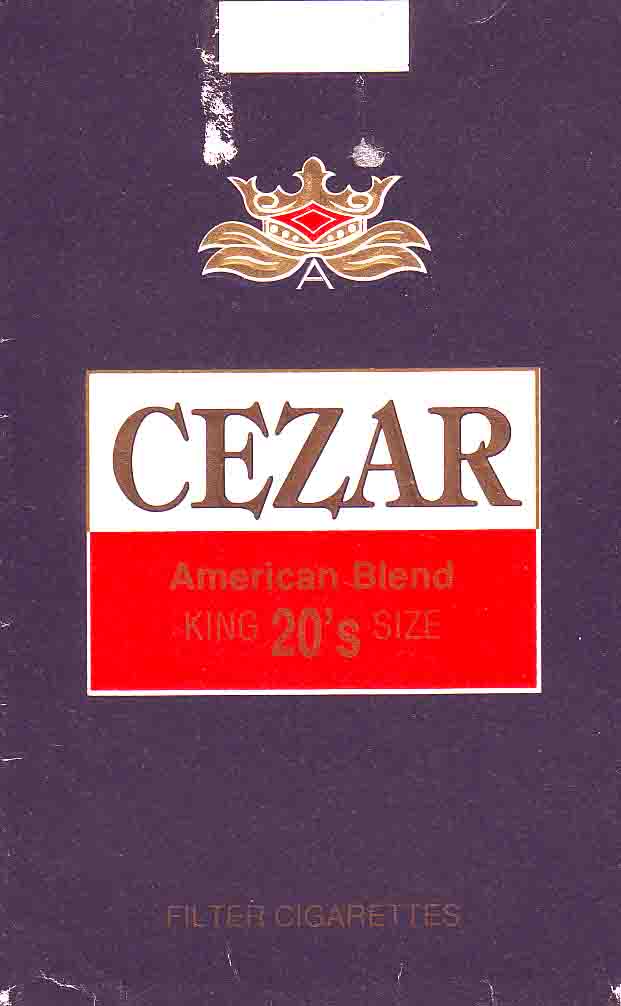 A
CEZAR
American Blend
KING 20's SIZE
FILTER CIGARETTES